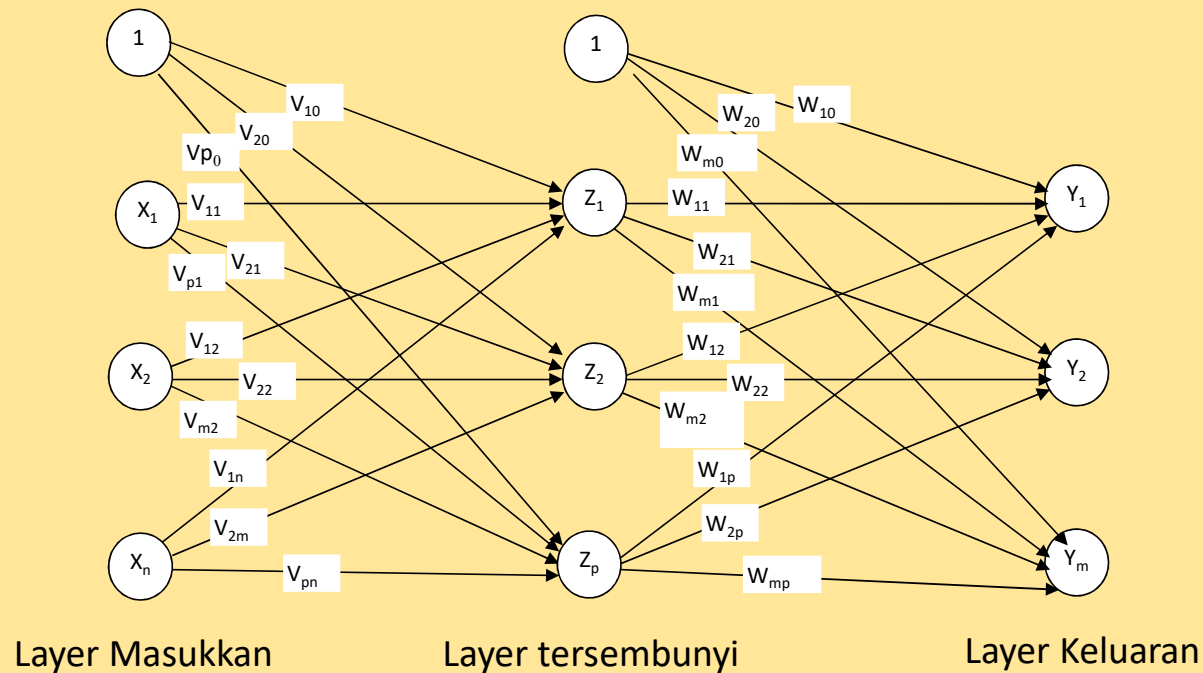 1
1
V₁₀
V₂₀
Vp₀
W₂₀
W₁₀
Wₘ₀
X₁
V₁₁
V₂₁
Vₚ₁
Z₁
W₁₁
W₂₁
Wₘ₁
Y₁
X₂
V₁₂
V₂₂
Vₘ₂
Z₂
W₁₂
W₂₂
Wₘ₂
Y₂
Xₙ
V₁ₙ
V₂ₘ
Vₚₙ
Zₚ
W₁ₚ
W₂ₚ
Wₘₚ
Yₘ
Layer Masukkan
Layer tersembunyi
Layer Keluaran